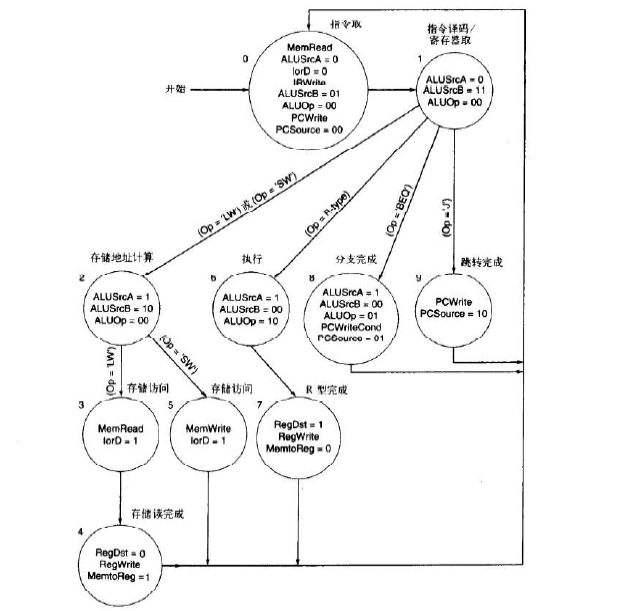 指令取
0
MemRead
ALUSrcA = 0
IorD = 0
IRWrite
ALUSrcB = 01
ALUOp = 00
PCWrite
PCSource = 00
开始
指令译码/
寄存器取
1
ALUSrcA = 0
ALUSrcB = 11
ALUOp = 00
(Op = 'LW') 或 (Op = 'SW')
(Op = R-type)
(Op = 'BEQ')
(Op = 'J')
存储地址计算
2
ALUSrcA = 1
ALUSrcB = 10
ALUOp = 00
执行
6
ALUSrcA = 1
ALUSrcB = 00
ALUOp = 10
分支完成
8
ALUSrcA = 1
ALUSrcB = 00
ALUOp = 01
PCWriteCond
PCSource = 01
跳转完成
9
PCWrite
PCSource = 10
(Op = 'LW')
(Op = 'SW')
存储访问
3
MemRead
IorD = 1
存储访问
5
MemWrite
IorD = 1
R 型完成
7
RegDst = 1
RegWrite
MemtoReg = 0
存储读完成
4
RegDst = 0
RegWrite
MemtoReg =1